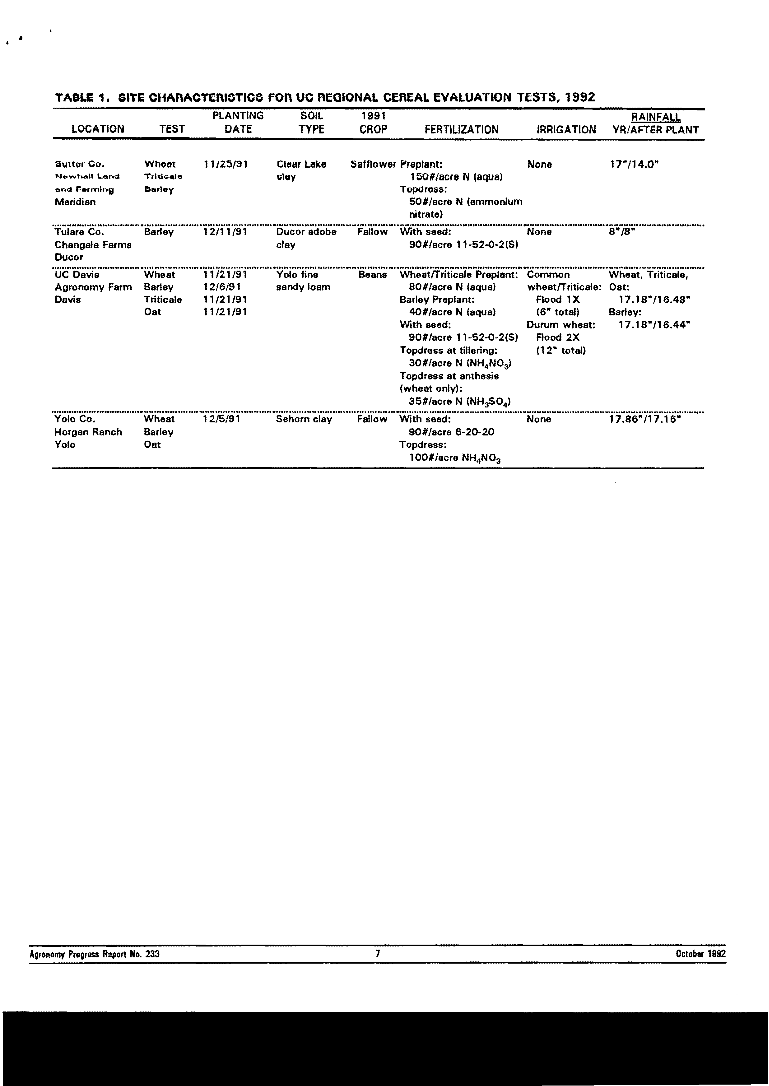 TABLE 1. SITE CHARACTERISTICS FOR UC REGIONAL CEREAL EVALUATION TESTS, 1992
PLANTING SOIL 1991 RAINFALL
LOCATION TEST DATE TYPE CROP FERTILIZATION IRRIGATION YR/AFTER PLANT
Sutter Co. Wheat 11/25/91 Clear Lake Safflower Preplant: None 17"/14.0"
Newhall Land Triticale clay 150#/acre N (aqua)
and Farming Barley Topdress:
Meridian 50#/acre N (ammonium
nitrate)
Tulare Co. Barley 12/11/91 Ducor adobe Fallow With seed: None 8"/8"
Changala Farms clay 90#/acre 11-52-0-2(S)
Ducor
UC Davis Wheat 11/21/91 Yolo fine Beans Wheat/Triticale Preplant: Common Wheat, Triticale,
Agronomy Farm Barley 12/6/91 sandy loam 80#/acre N (aqua) wheat/Triticale: Oat:
Davis Triticale 11/21/91 Barley Preplant: Flood 1X 17.18"/16.48"
Oat 11/21/91 40#/acre N (aqua) (6" total) Barley:
With seed: Durum wheat: 17.18"/16.44"
90#/acre 11-52-0-2(S) Flood 2X
Topdress at tillering: (12" total)
30#/acre N (NH₄NO₃)
Topdress at anthesis
(wheat only):
35#/acre N (NH₃SO₄)
Yolo Co. Wheat 12/5/91 Sehorn clay Fallow With seed: None 17.86"/17.16"
Horgan Ranch Barley 90#/acre 6-20-20
Yolo Oat Topdress:
100#/acre NH₄NO₃
Agronomy Progress Report No. 233 7 October 1992